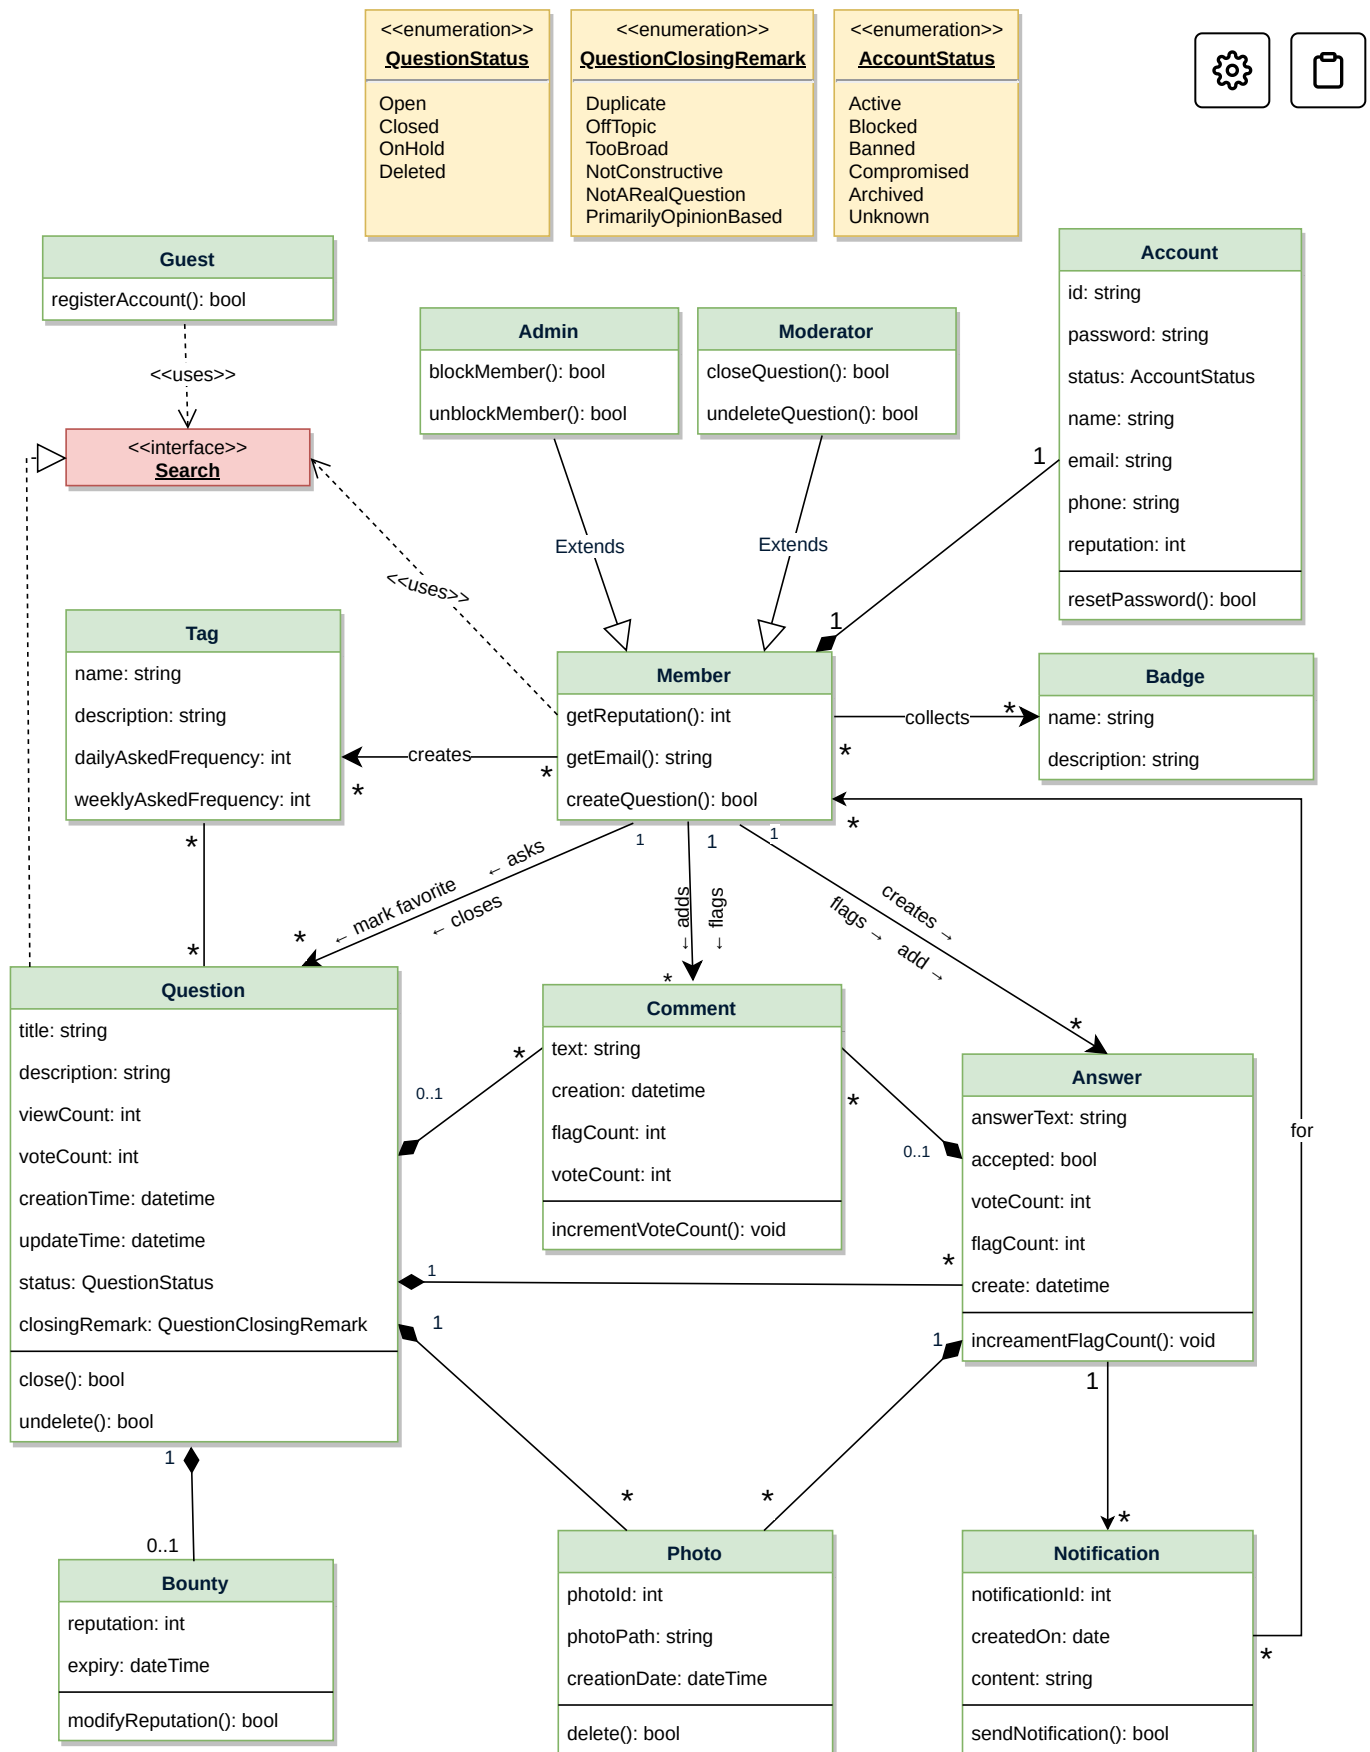 <<enumeration>>
QuestionStatus
Open
Closed
OnHold
Deleted
<<enumeration>>
QuestionClosingRemark
Duplicate
OffTopic
TooBroad
NotConstructive
NotARealQuestion
PrimarilyOpinionBased
<<enumeration>>
AccountStatus
Active
Blocked
Banned
Compromised
Archived
Unknown
Guest
registerAccount(): bool
<<uses>>
<<interface>>
Search
Admin
blockMember(): bool
unblockMember(): bool
Extends
Moderator
closeQuestion(): bool
undeleteQuestion(): bool
Extends
Account
id: string
password: string
status: AccountStatus
name: string
email: string
phone: string
reputation: int
resetPassword(): bool
1
1
<<uses>>
Tag
name: string
description: string
dailyAskedFrequency: int
weeklyAskedFrequency: int
creates
*
*
Member
getReputation(): int
getEmail(): string
createQuestion(): bool
collects
*
*
Badge
name: string
description: string
*
*
*
1
← asks
← mark favorite
← closes
*
1
← adds
← flags
*
1
creates →
flags →
add →
*
Question
title: string
description: string
viewCount: int
voteCount: int
creationTime: datetime
updateTime: datetime
status: QuestionStatus
closingRemark: QuestionClosingRemark
close(): bool
undelete(): bool
*
0..1
Comment
text: string
creation: datetime
flagCount: int
voteCount: int
incrementVoteCount(): void
*
0..1
Answer
answerText: string
accepted: bool
voteCount: int
flagCount: int
create: datetime
increamentFlagCount(): void
for
1
*
1
*
1
*
1
*
1
0..1
Bounty
reputation: int
expiry: dateTime
modifyReputation(): bool
Photo
photoId: int
photoPath: string
creationDate: dateTime
delete(): bool
Notification
notificationId: int
createdOn: date
content: string
sendNotification(): bool
*